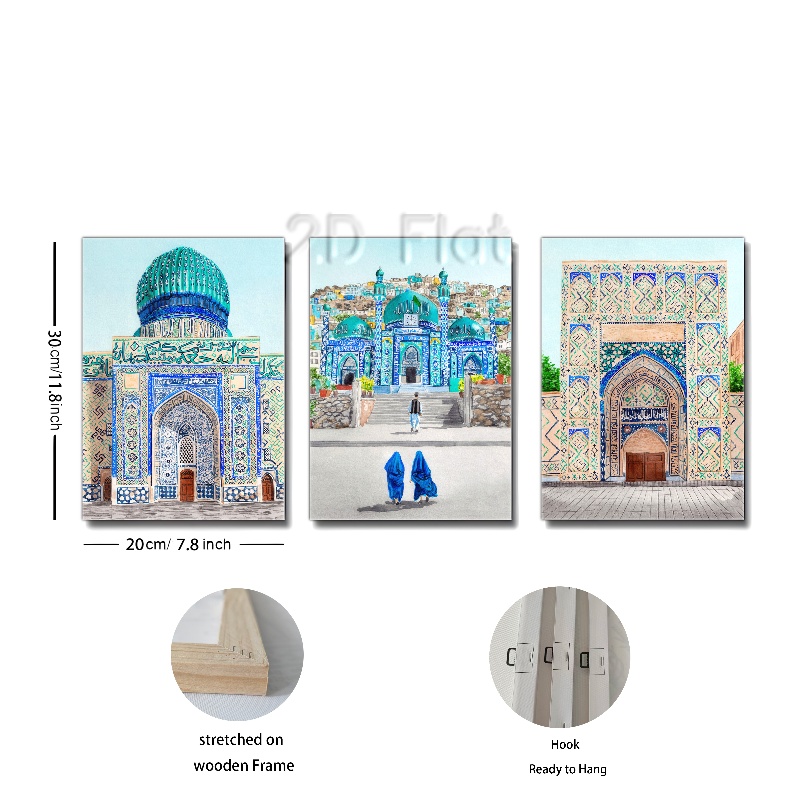 2D Flat
30cm/11.8inch
20cm/ 7.8 inch
stretched on
wooden Frame
Hook
Ready to Hang